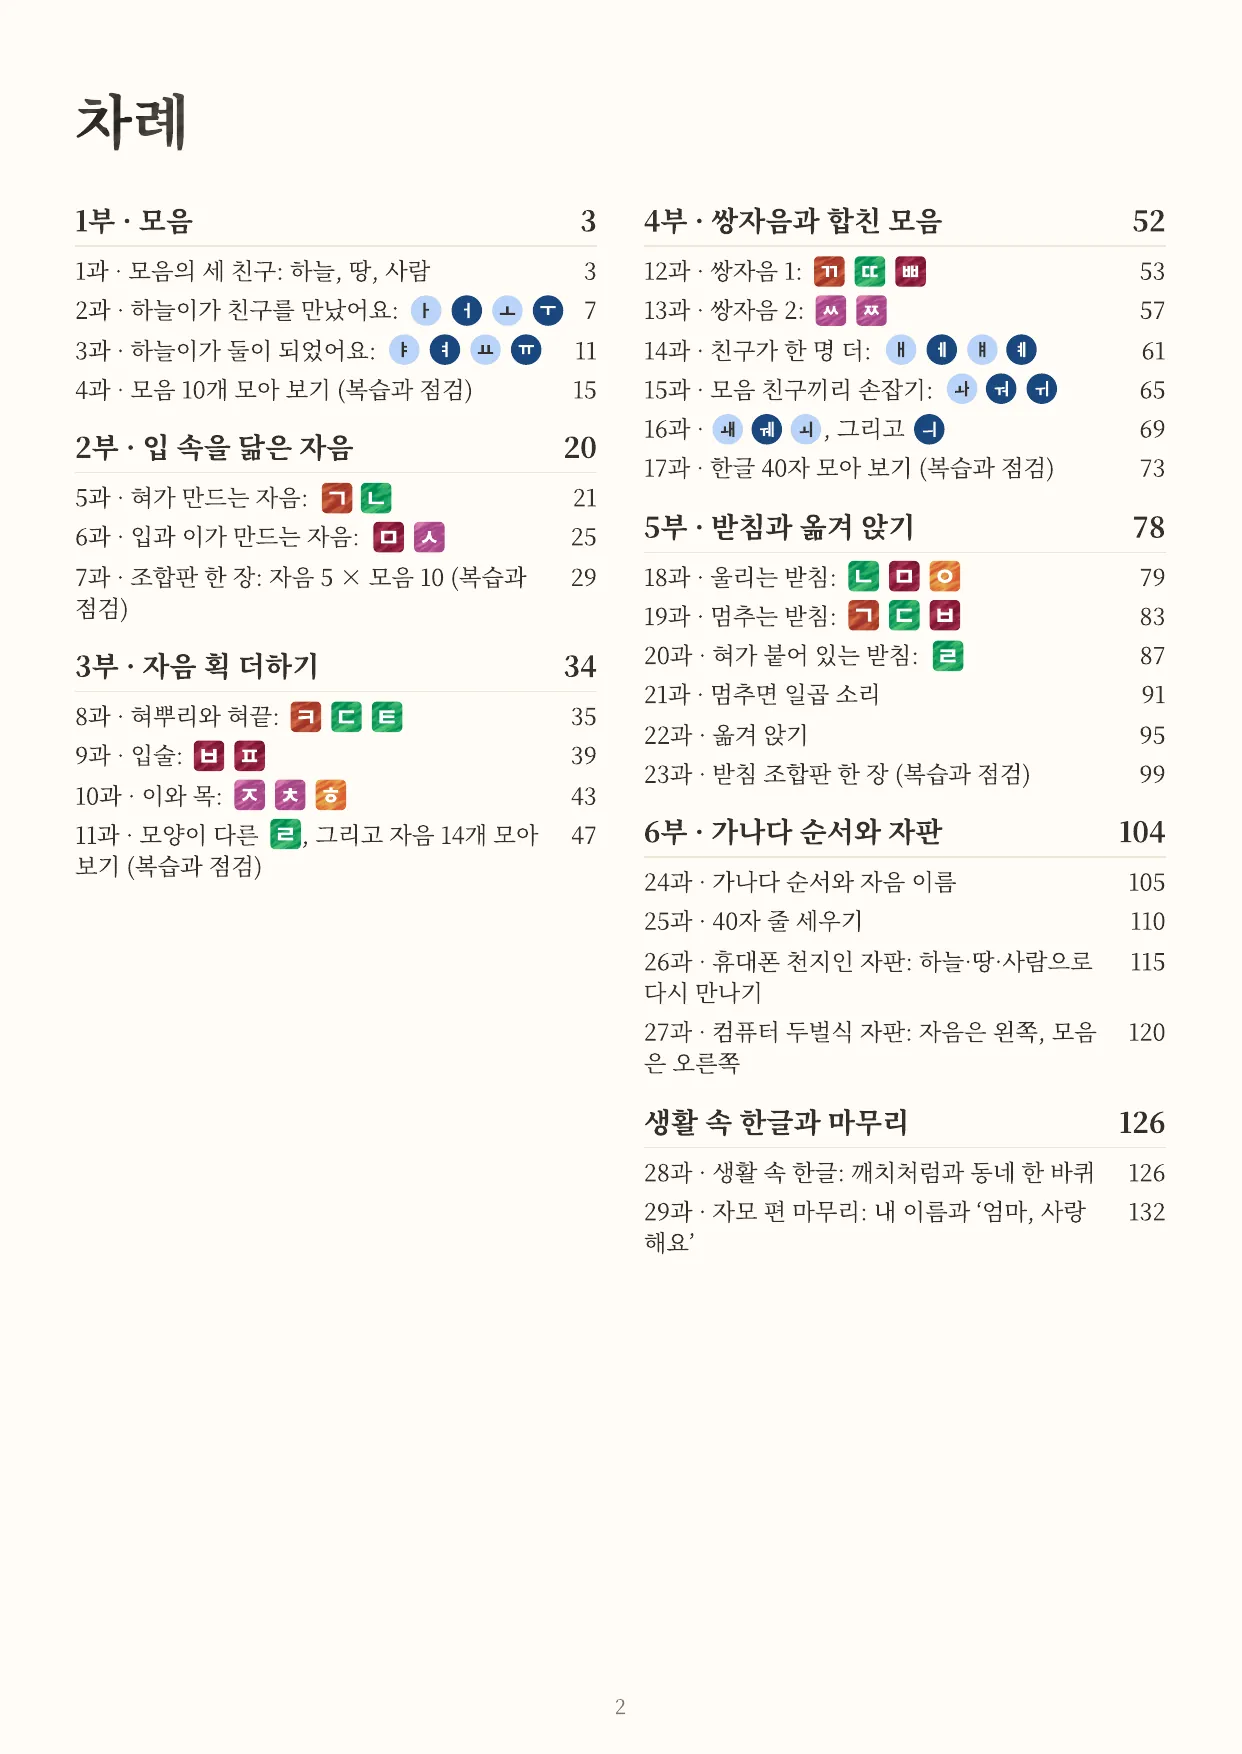 차례
1부 · 모음 3
1과 · 모음의 세 친구: 하늘, 땅, 사람 3
2과 · 하늘이가 친구를 만났어요: ㅏ ㅓ ㅗ ㅜ 7
3과 · 하늘이가 둘이 되었어요: ㅑ ㅕ ㅛ ㅠ 11
4과 · 모음 10개 모아 보기 (복습과 점검) 15
2부 · 입 속을 닮은 자음 20
5과 · 혀가 만드는 자음: ㄱ ㄴ 21
6과 · 입과 이가 만드는 자음: ㅁ ㅅ 25
7과 · 조합판 한 장: 자음 5 × 모음 10 (복습과 29
점검)
3부 · 자음 획 더하기 34
8과 · 혀뿌리와 혀끝: ㅋ ㄷ ㅌ 35
9과 · 입술: ㅂ ㅍ 39
10과 · 이와 목: ㅈ ㅊ ㅎ 43
11과 · 모양이 다른 ㄹ, 그리고 자음 14개 모아 47
보기 (복습과 점검)
4부 · 쌍자음과 합친 모음 52
12과 · 쌍자음 1: ㄲ ㄸ ㅃ 53
13과 · 쌍자음 2: ㅆ ㅉ 57
14과 · 친구가 한 명 더: ㅐ ㅔ ㅒ ㅖ 61
15과 · 모음 친구끼리 손잡기: ㅘ ㅝ ㅟ 65
16과 · ㅙ ㅞ ㅚ, 그리고 ㅢ 69
17과 · 한글 40자 모아 보기 (복습과 점검) 73
5부 · 받침과 옮겨 앉기 78
18과 · 울리는 받침: ㄴ ㅁ ㅇ 79
19과 · 멈추는 받침: ㄱ ㄷ ㅂ 83
20과 · 혀가 붙어 있는 받침: ㄹ 87
21과 · 멈추면 일곱 소리 91
22과 · 옮겨 앉기 95
23과 · 받침 조합판 한 장 (복습과 점검) 99
6부 · 가나다 순서와 자판 104
24과 · 가나다 순서와 자음 이름 105
25과 · 40자 줄 세우기 110
26과 · 휴대폰 천지인 자판: 하늘·땅·사람으로 115
다시 만나기
27과 · 컴퓨터 두벌식 자판: 자음은 왼쪽, 모음 120
은 오른쪽
생활 속 한글과 마무리 126
28과 · 생활 속 한글: 깨치처럼과 동네 한 바퀴 126
29과 · 자모 편 마무리: 내 이름과 ‘엄마, 사랑 132
해요’
2